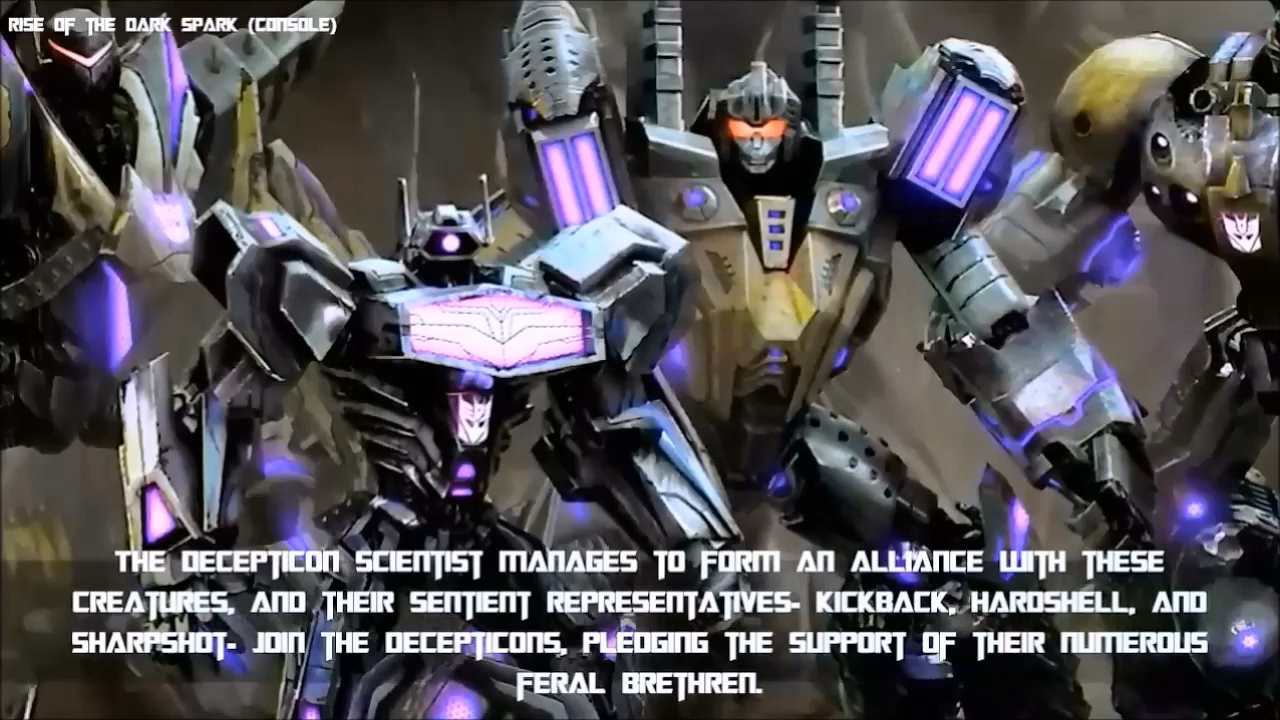 RISE OF THE DARK SPARK (CONSOLE)
THE DECEPTICON SCIENTIST MANAGES TO FORM AN ALLIANCE WITH THESE
CREATURES, AND THEIR SENTIENT REPRESENTATIVES- KICKBACK, HARDSHELL, AND
SHARPSHOT- JOIN THE DECEPTICONS, PLEDGING THE SUPPORT OF THEIR NUMEROUS
FERAL BRETHREN.